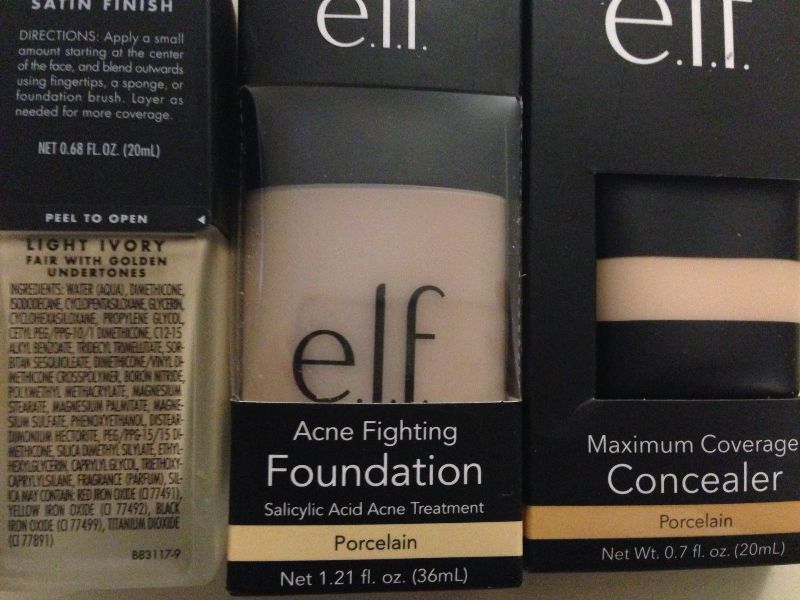 SATIN FINISH
DIRECTIONS: Apply a small
amount starting at the center
of the face, and blend outwards
using fingertips, a sponge, or
foundation brush. Layer as
needed for more coverage.
NET 0.68 FL. OZ. (20mL)
PEEL TO OPEN
LIGHT IVORY
FAIR WITH GOLDEN
UNDERTONES
INGREDIENTS: WATER (AQUA), DIMETHICONE,
ISODODECANE, CYCLOPENTASILOXANE, GLYCERIN,
CYCLOHEXASILOXANE, PROPYLENE GLYCOL,
CETYL PEG/PPG-10/1 DIMETHICONE, C12-15
ALKYL BENZOATE, TRIDECYL TRIMELLITATE, SOR-
BITAN SESQUIOLEATE, DIMETHICONE/VINYL DI-
METHICONE CROSSPOLYMER, BORON NITRIDE,
POLYMETHYL METHACRYLATE, MAGNESIUM
STEARATE, MAGNESIUM PALMITATE, MAGNE-
SIUM SULFATE, PHENOXYETHANOL, DISTEAR-
DIMONIUM HECTORITE, PEG/PPG-15/15 DI-
METHICONE, SILICA DIMETHYL SILYLATE, ETHYL-
HEXYLGLYCERIN, CAPRYLYL GLYCOL, TRIETHOXY-
CAPRYLYLSILANE, FRAGRANCE (PARFUM), SIL-
ICA MAY CONTAIN: RED IRON OXIDE (CI 77491),
YELLOW IRON OXIDE (CI 77492), BLACK
IRON OXIDE (CI 77499), TITANIUM DIOXIDE
(CI 77891)
BB3117-9
e.l.f.
e.l.f.
Acne Fighting
Foundation
Salicylic Acid Acne Treatment
Porcelain
Net 1.21 fl. oz. (36mL)
e.l.f.
Maximum Coverage
Concealer
Porcelain
Net Wt. 0.7 fl. oz. (20mL)